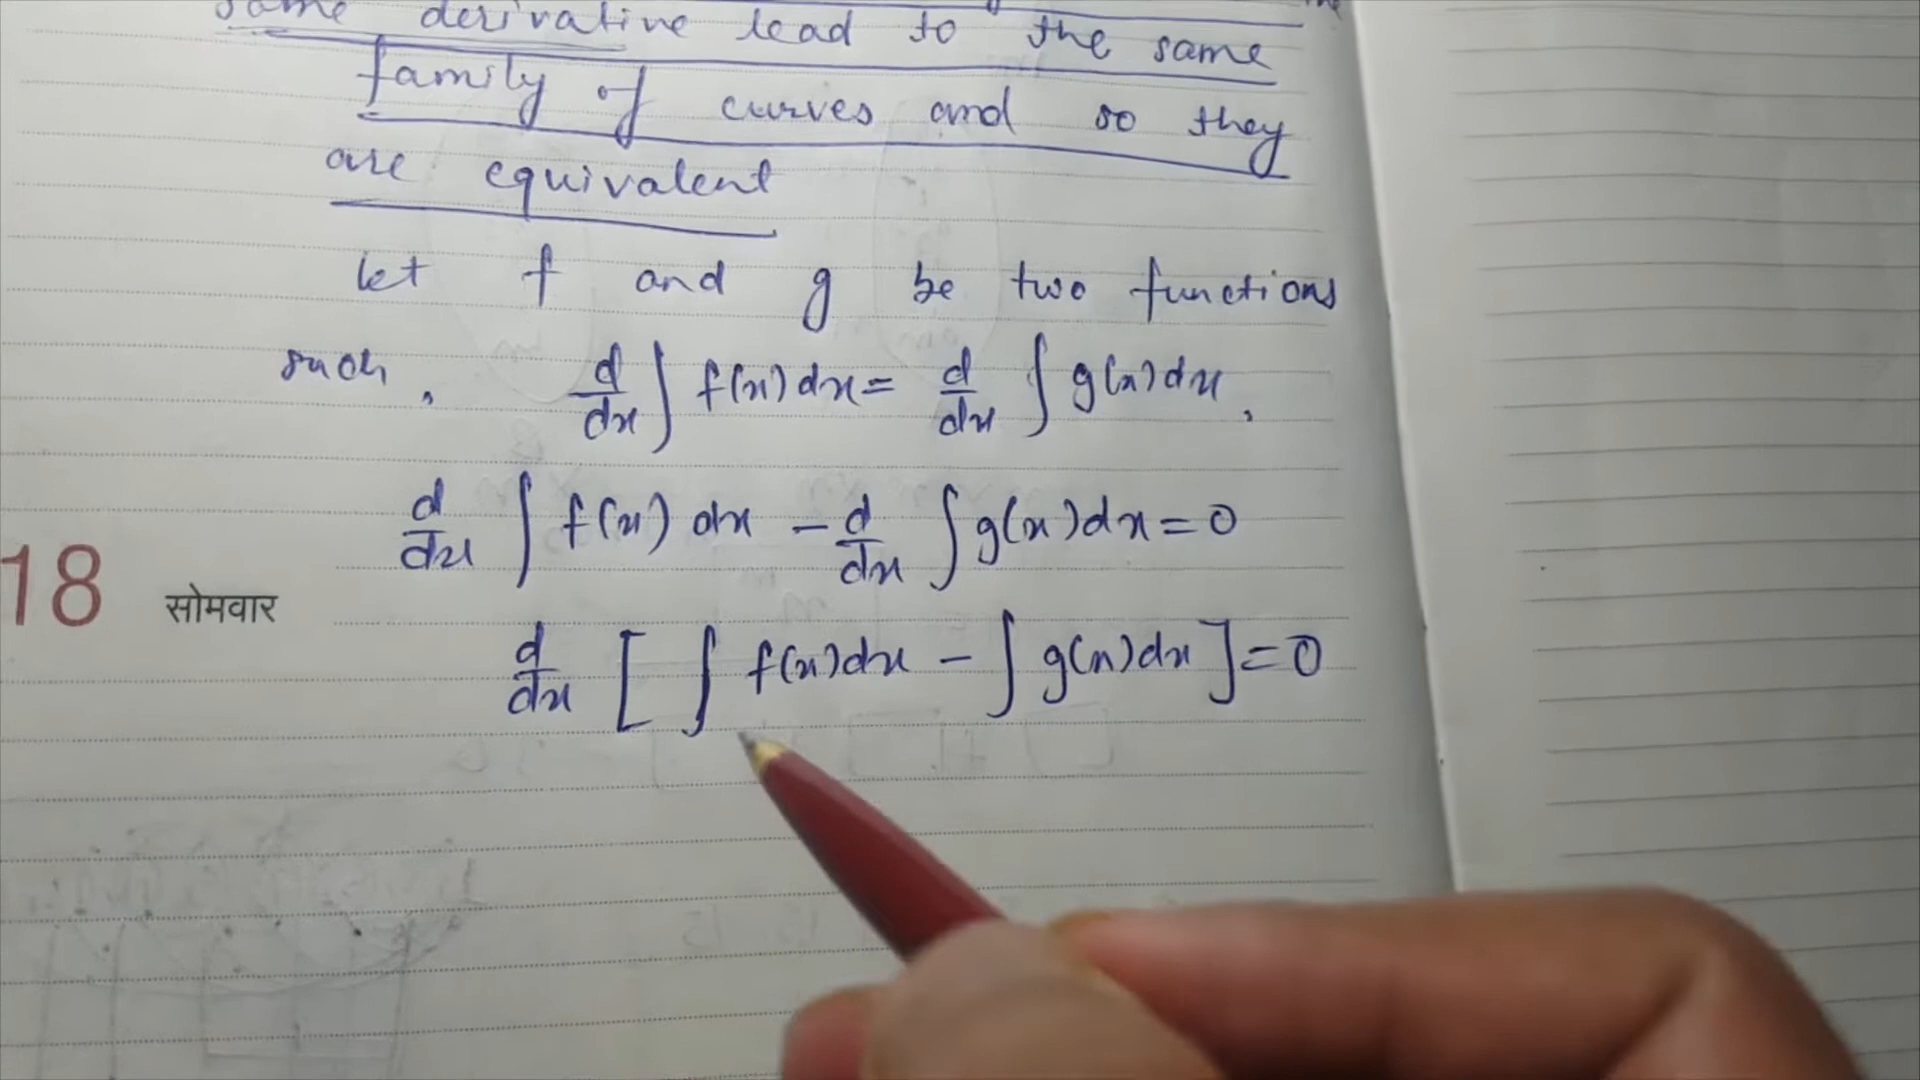 same derivative lead to the same
family of curves and so they
are equivalent
let f and g be two functions
such, d/dx ∫ f(x) dx = d/dx ∫ g(x) dx,
d/dx ∫ f(x) dx - d/dx ∫ g(x) dx = 0
18 सोमवार
d/dx [ ∫ f(x) dx - ∫ g(x) dx ] = 0